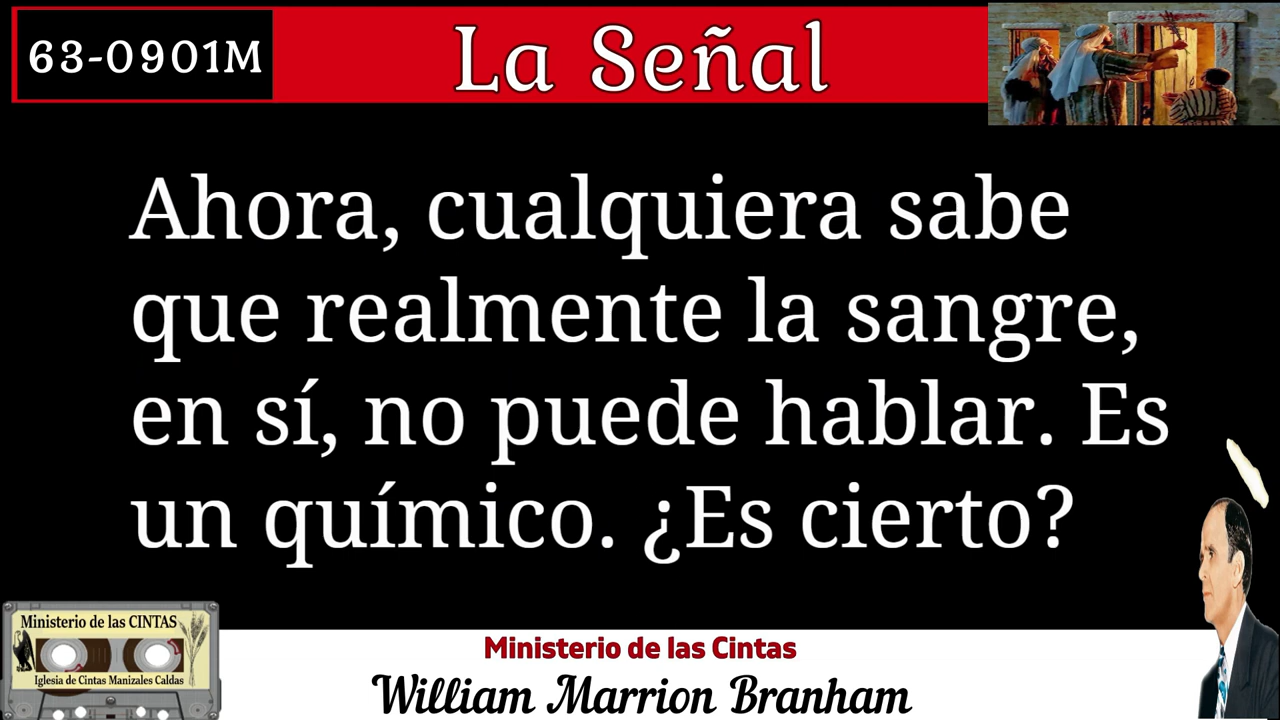 63-0901M
La Señal
Ahora, cualquiera sabe
que realmente la sangre,
en sí, no puede hablar. Es
un químico. ¿Es cierto?
Ministerio de las CINTAS
Iglesia de Cintas Manizales Caldas
Ministerio de las Cintas
William Marrion Branham